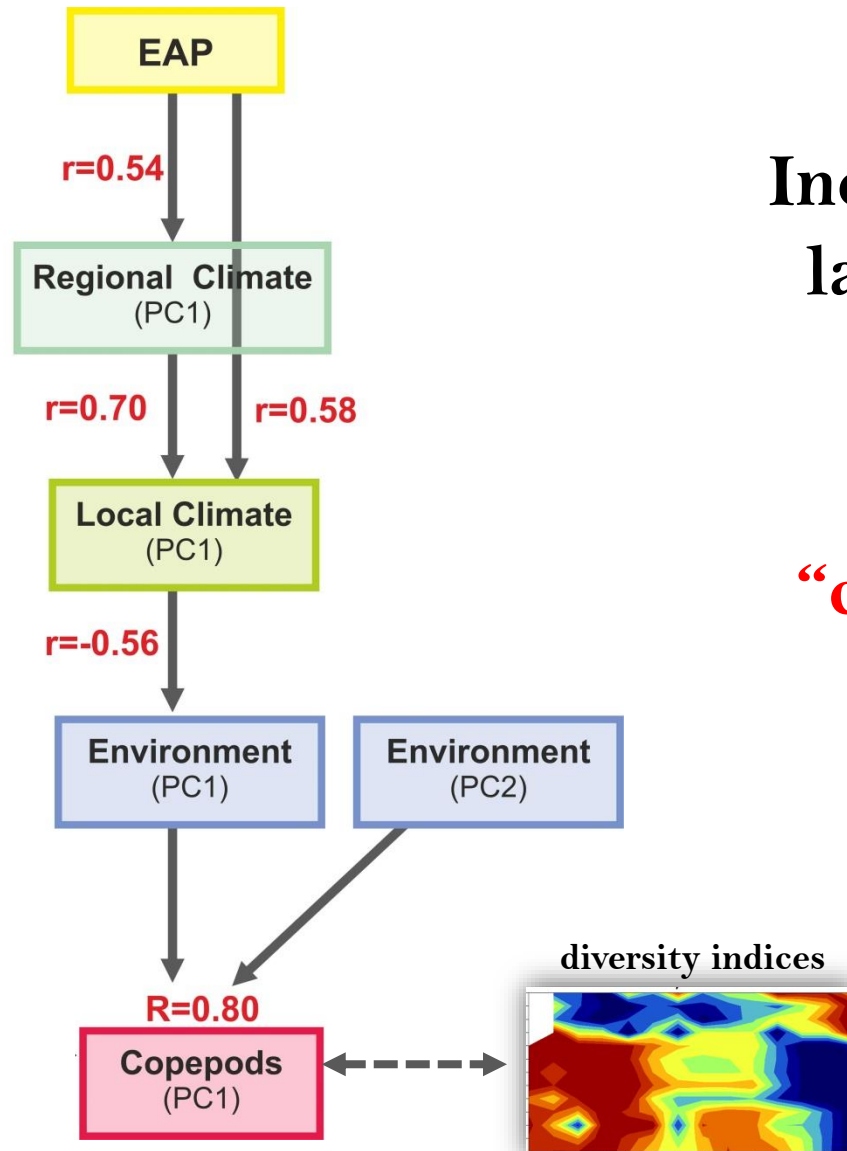 EAP
r=0.54
Regional Climate
(PC1)
r=0.70
r=0.58
Local Climate
(PC1)
r=-0.56
Environment
(PC1)
Environment
(PC2)
R=0.80
Copepods
(PC1)
diversity indices